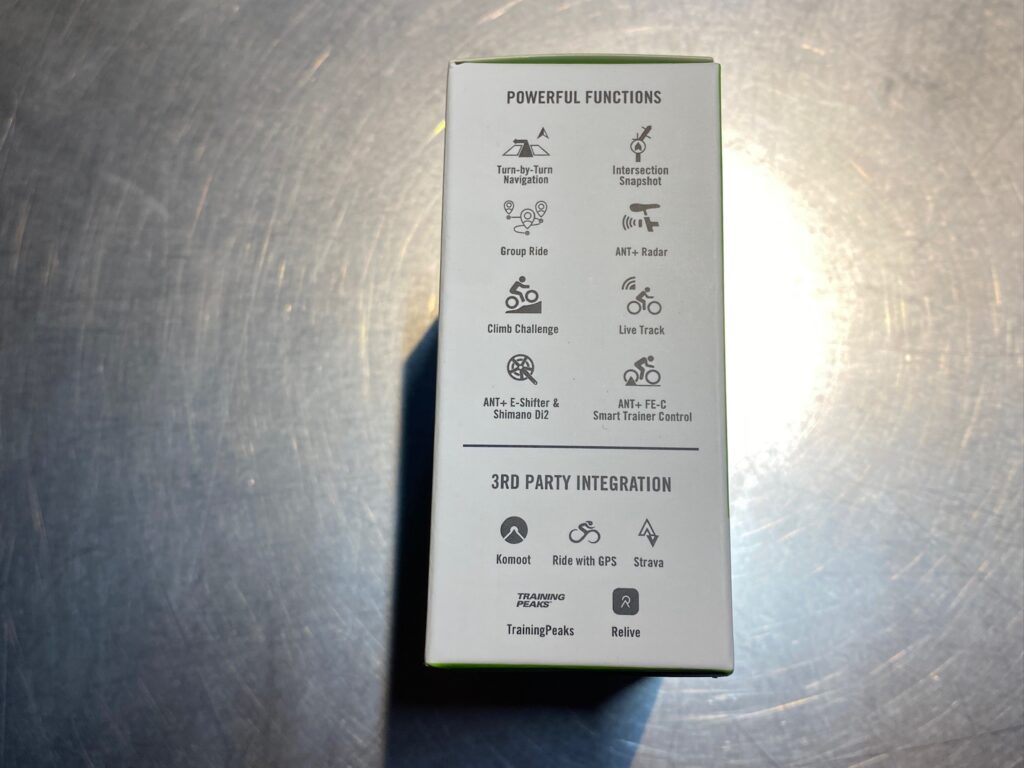 POWERFUL FUNCTIONS
Turn-by-Turn
Navigation
Intersection
Snapshot
Group Ride
ANT+ Radar
Climb Challenge
Live Track
ANT+ E-Shifter &
Shimano Di2
ANT+ FE-C
Smart Trainer Control
3RD PARTY INTEGRATION
Komoot
Ride with GPS
Strava
TRAINING
PEAKS
TrainingPeaks
Relive